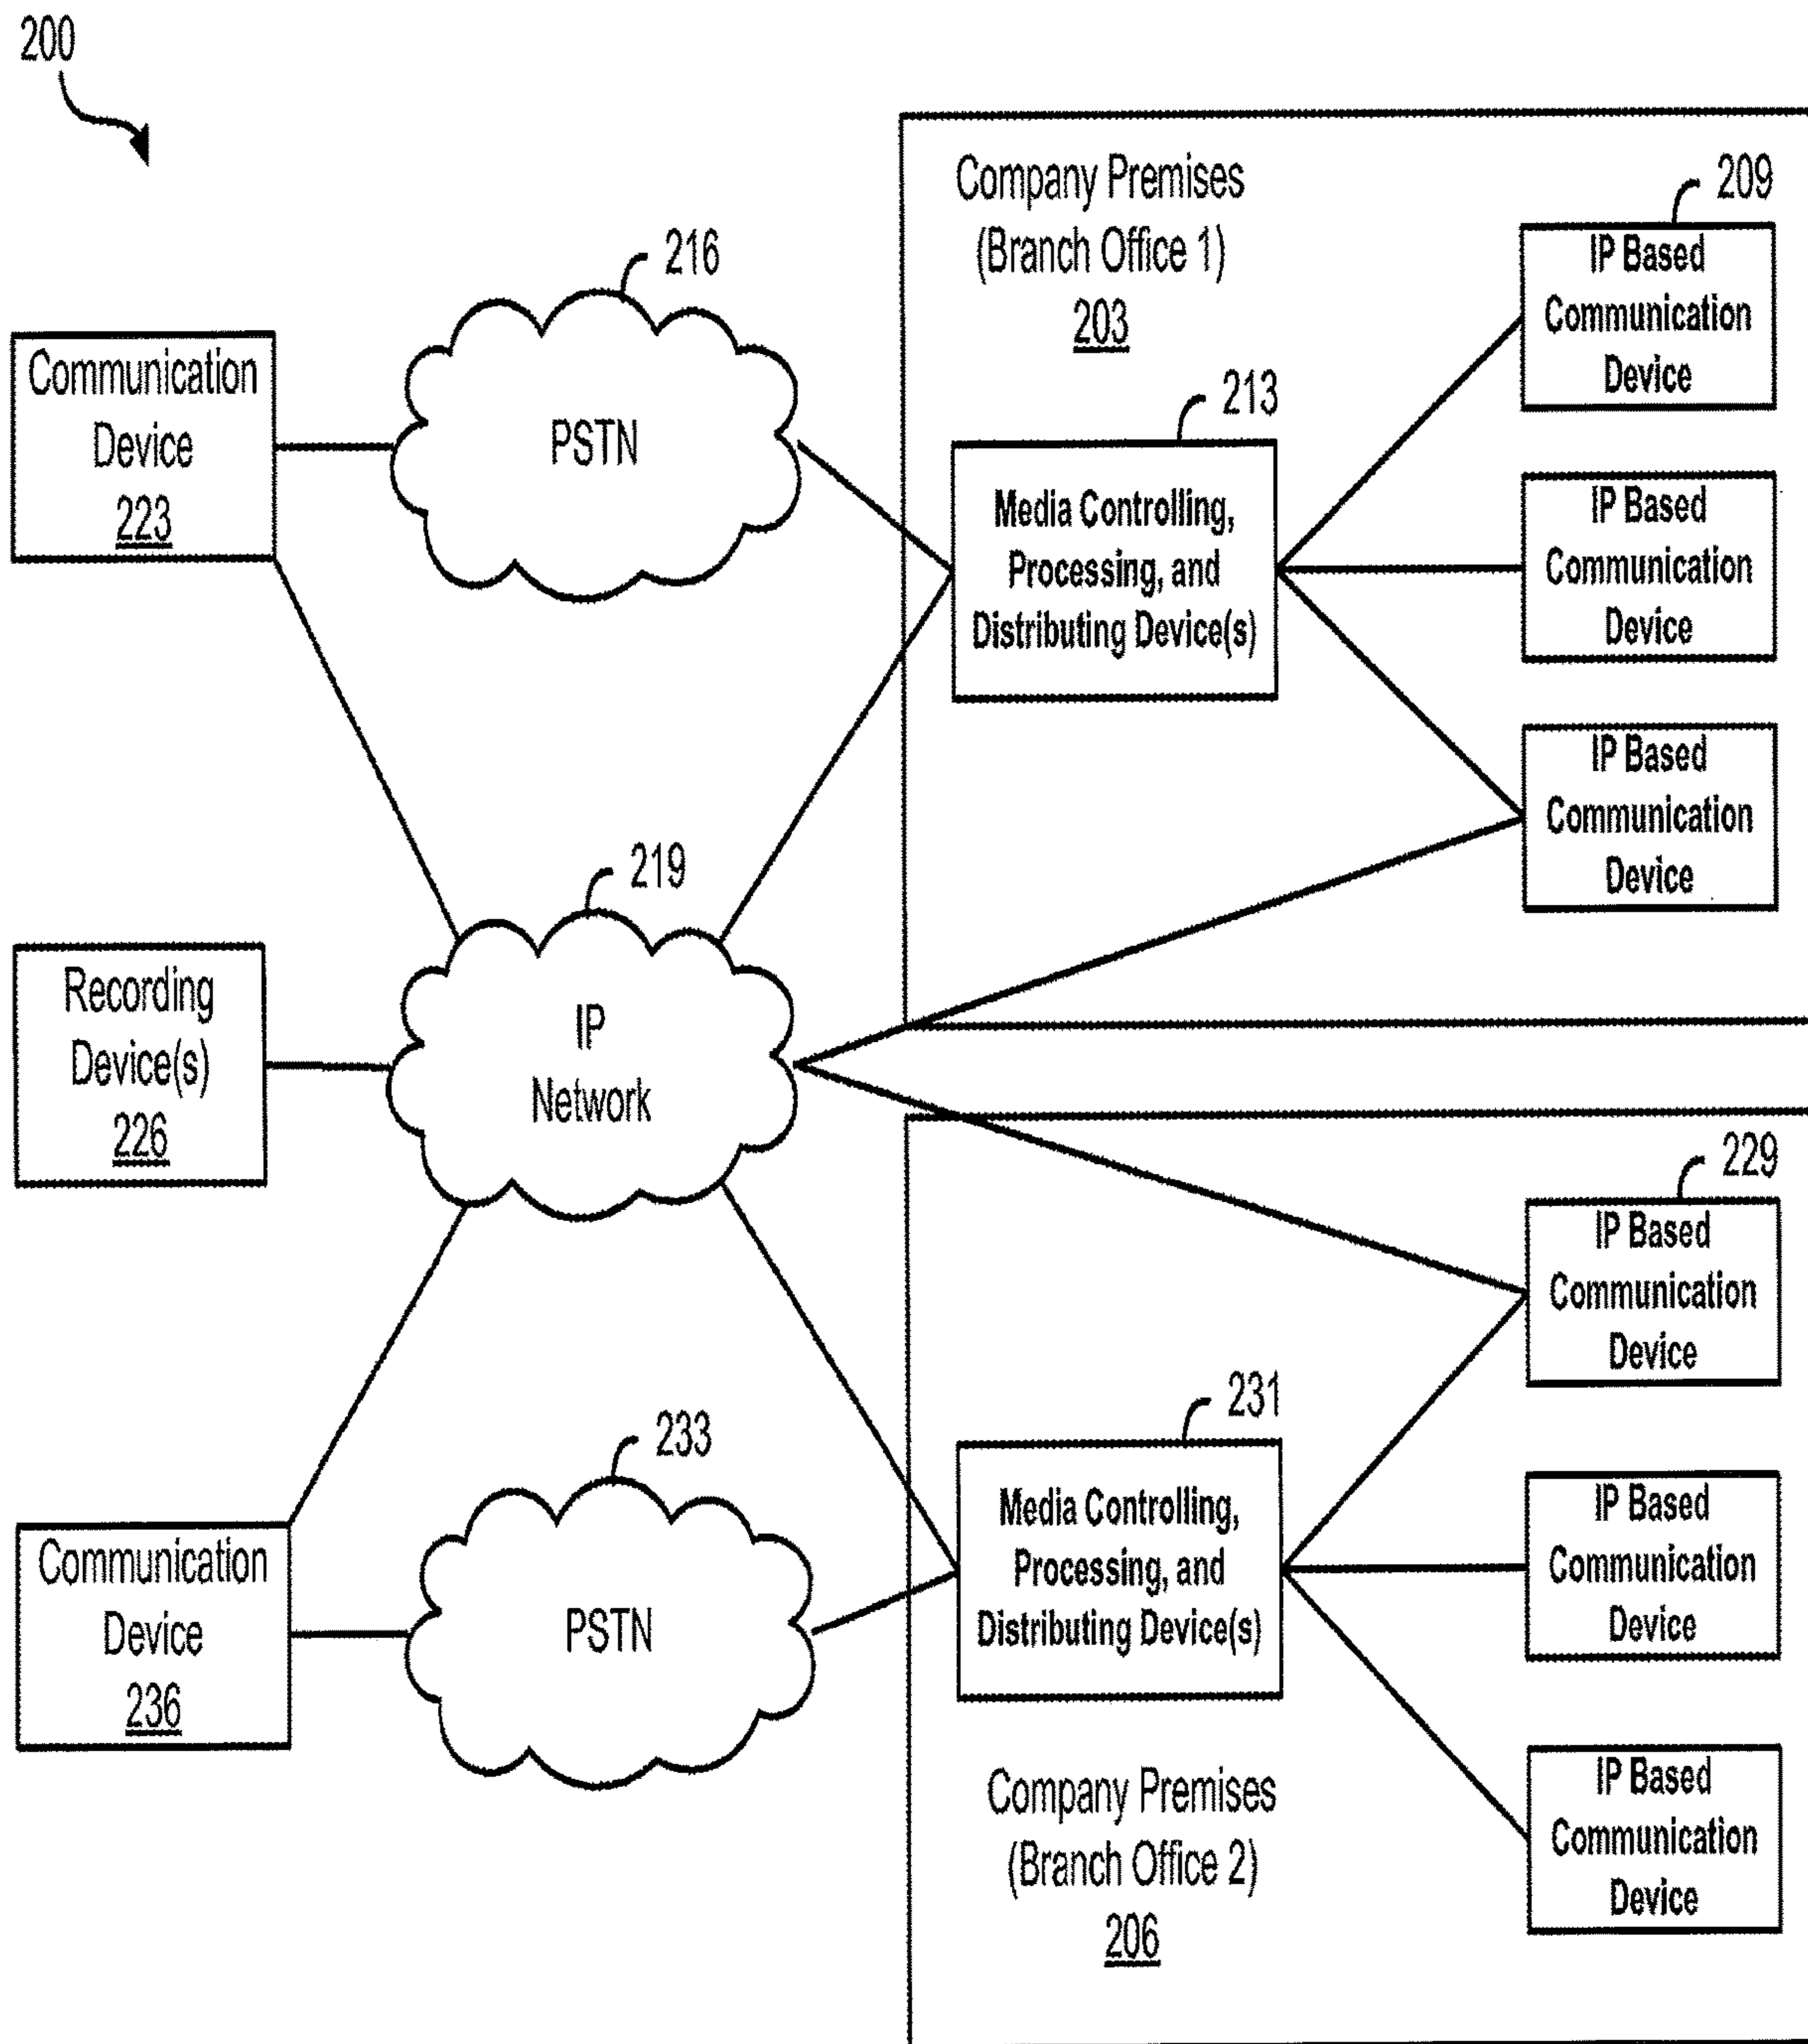 200
216
Communication
Device
223
PSTN
219
Recording
Device(s)
226
IP
Network
233
Communication
Device
236
PSTN
Company Premises
(Branch Office 1)
203
209
IP Based
Communication
Device
213
Media Controlling,
Processing, and
Distributing Device(s)
IP Based
Communication
Device
IP Based
Communication
Device
229
IP Based
Communication
Device
231
Media Controlling,
Processing, and
Distributing Device(s)
IP Based
Communication
Device
Company Premises
(Branch Office 2)
206
IP Based
Communication
Device